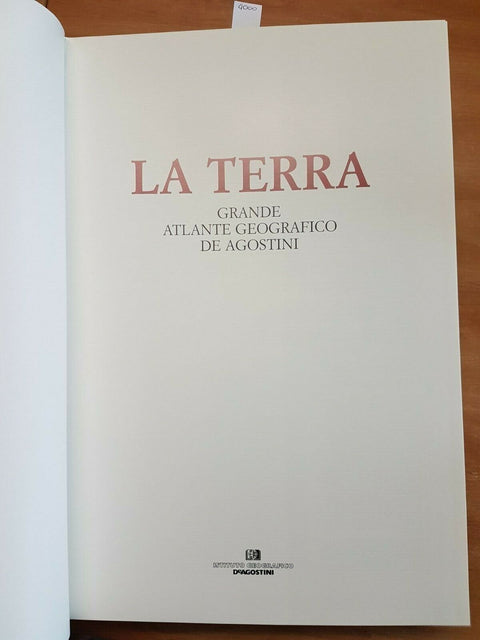 4000
LA TERRA
GRANDE
ATLANTE GEOGRAFICO
DE AGOSTINI
ISTITUTO GEOGRAFICO
DEAGOSTINI